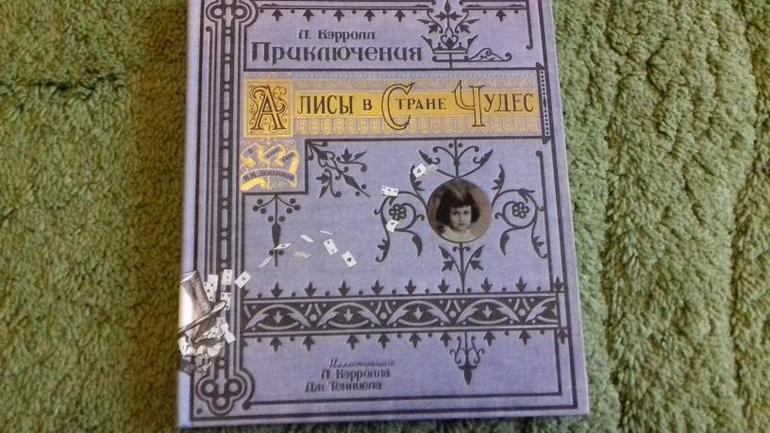 Л. Кэрролл
Приключения
Алисы в Стране Чудес
Иллюстрации
Л. Кэрролла
Дж. Тенниела